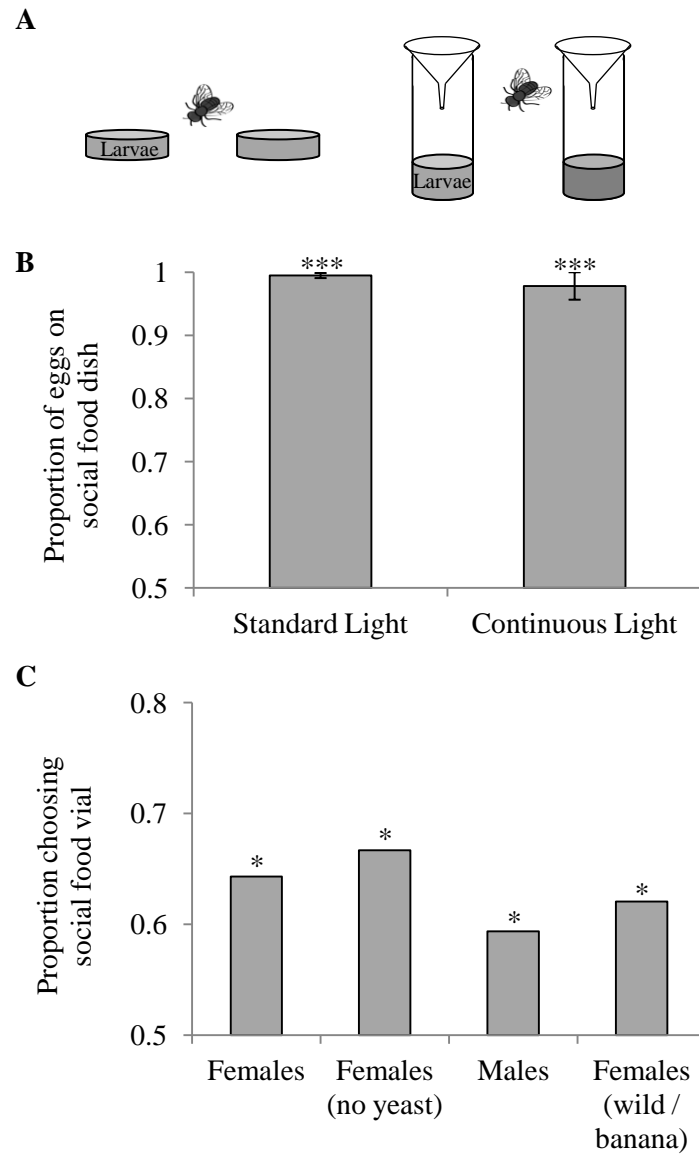 A
Larvae
Larvae
B
Proportion of eggs on
social food dish
1
0.9
0.8
0.7
0.6
0.5
***
***
Standard Light
Continuous Light
C
Proportion choosing
social food vial
0.8
0.7
0.6
0.5
*
*
*
*
Females
Females
(no yeast)
Males
Females
(wild /
banana)